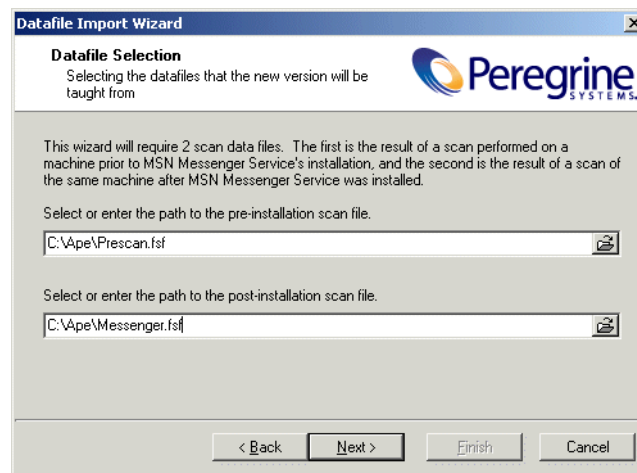 Datafile Import Wizard
Datafile Selection
Selecting the datafiles that the new version will be
taught from
Peregrine
SYSTEMS
This wizard will require 2 scan data files. The first is the result of a scan performed on a
machine prior to MSN Messenger Service's installation, and the second is the result of a scan of
the same machine after MSN Messenger Service was installed.
Select or enter the path to the pre-installation scan file.
C:\Ape\Prescan.fsf
Select or enter the path to the post-installation scan file.
C:\Ape\Messenger.fsf
< Back
Next >
Finish
Cancel